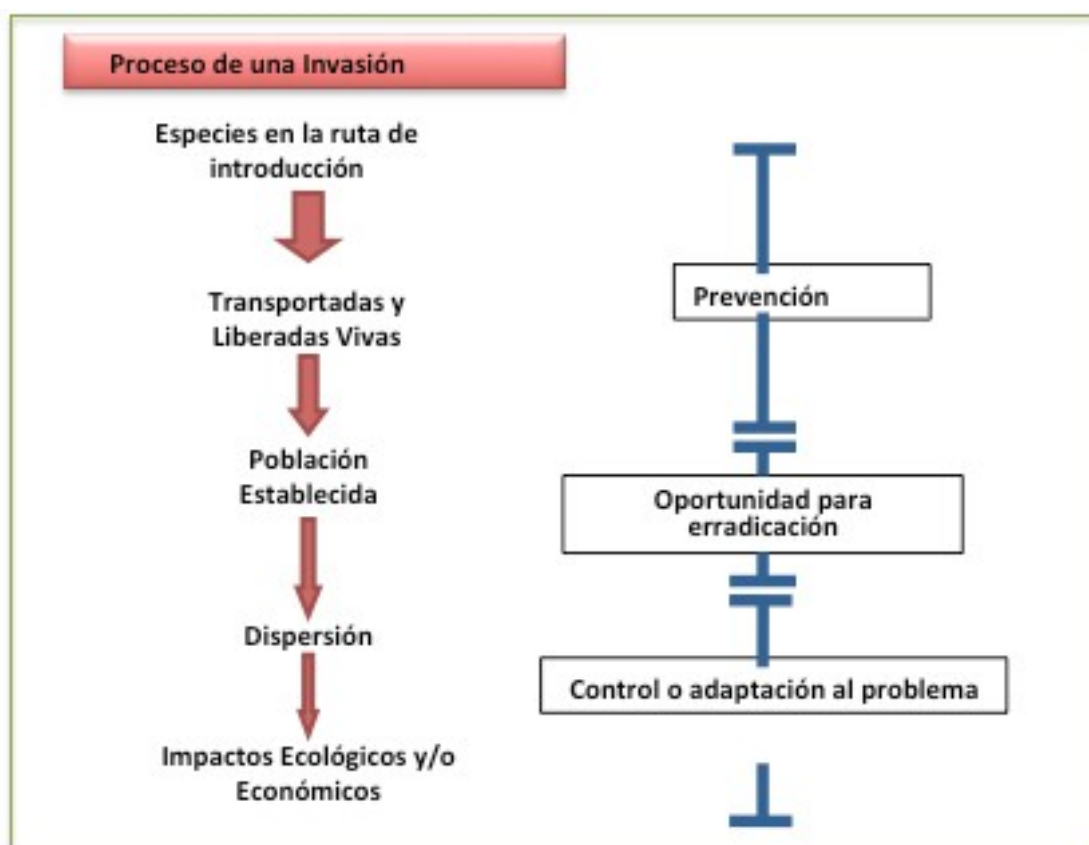 Proceso de una Invasión
Especies en la ruta de
introducción
Transportadas y
Liberadas Vivas
Población
Establecida
Dispersión
Impactos Ecológicos y/o
Económicos
Prevención
Oportunidad para
erradicación
Control o adaptación al problema